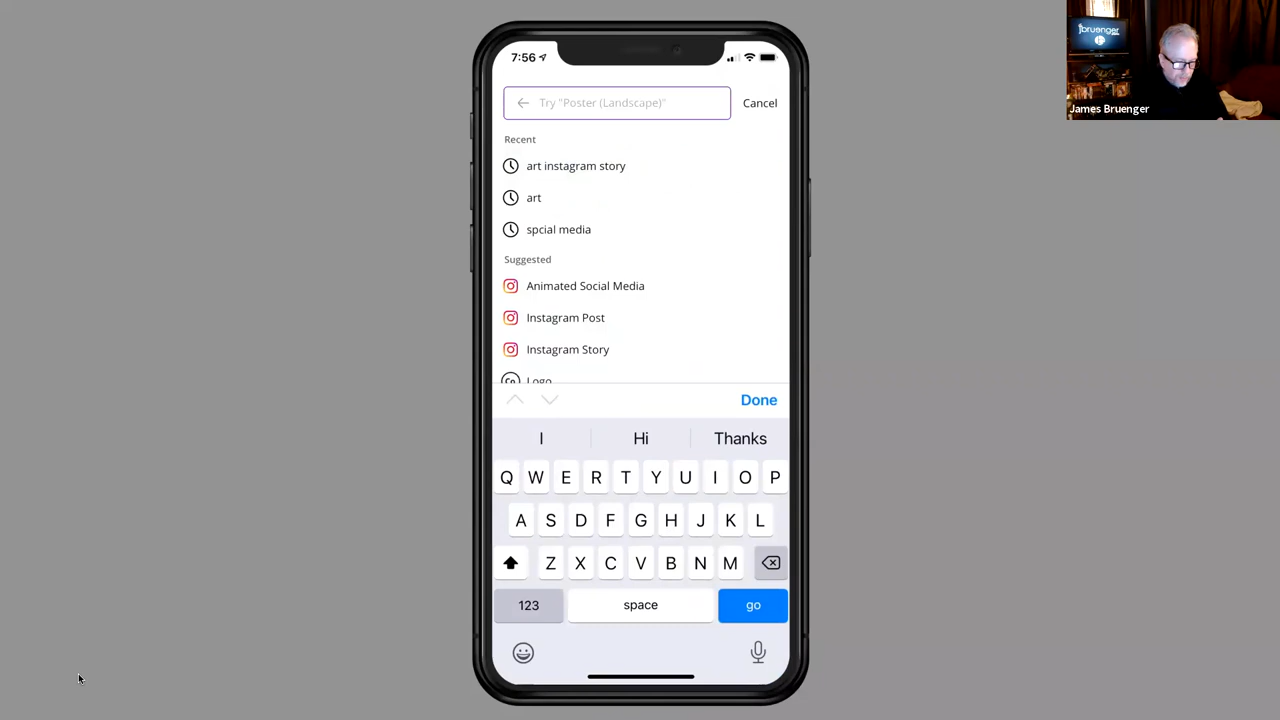 7:56
Try "Poster (Landscape)"
Cancel
Recent
art instagram story
art
spcial media
Suggested
Animated Social Media
Instagram Post
Instagram Story
Logo
Done
I Hi Thanks
Q W E R T Y U I O P
A S D F G H J K L
Z X C V B N M
123 space go
jbruenger
James Bruenger